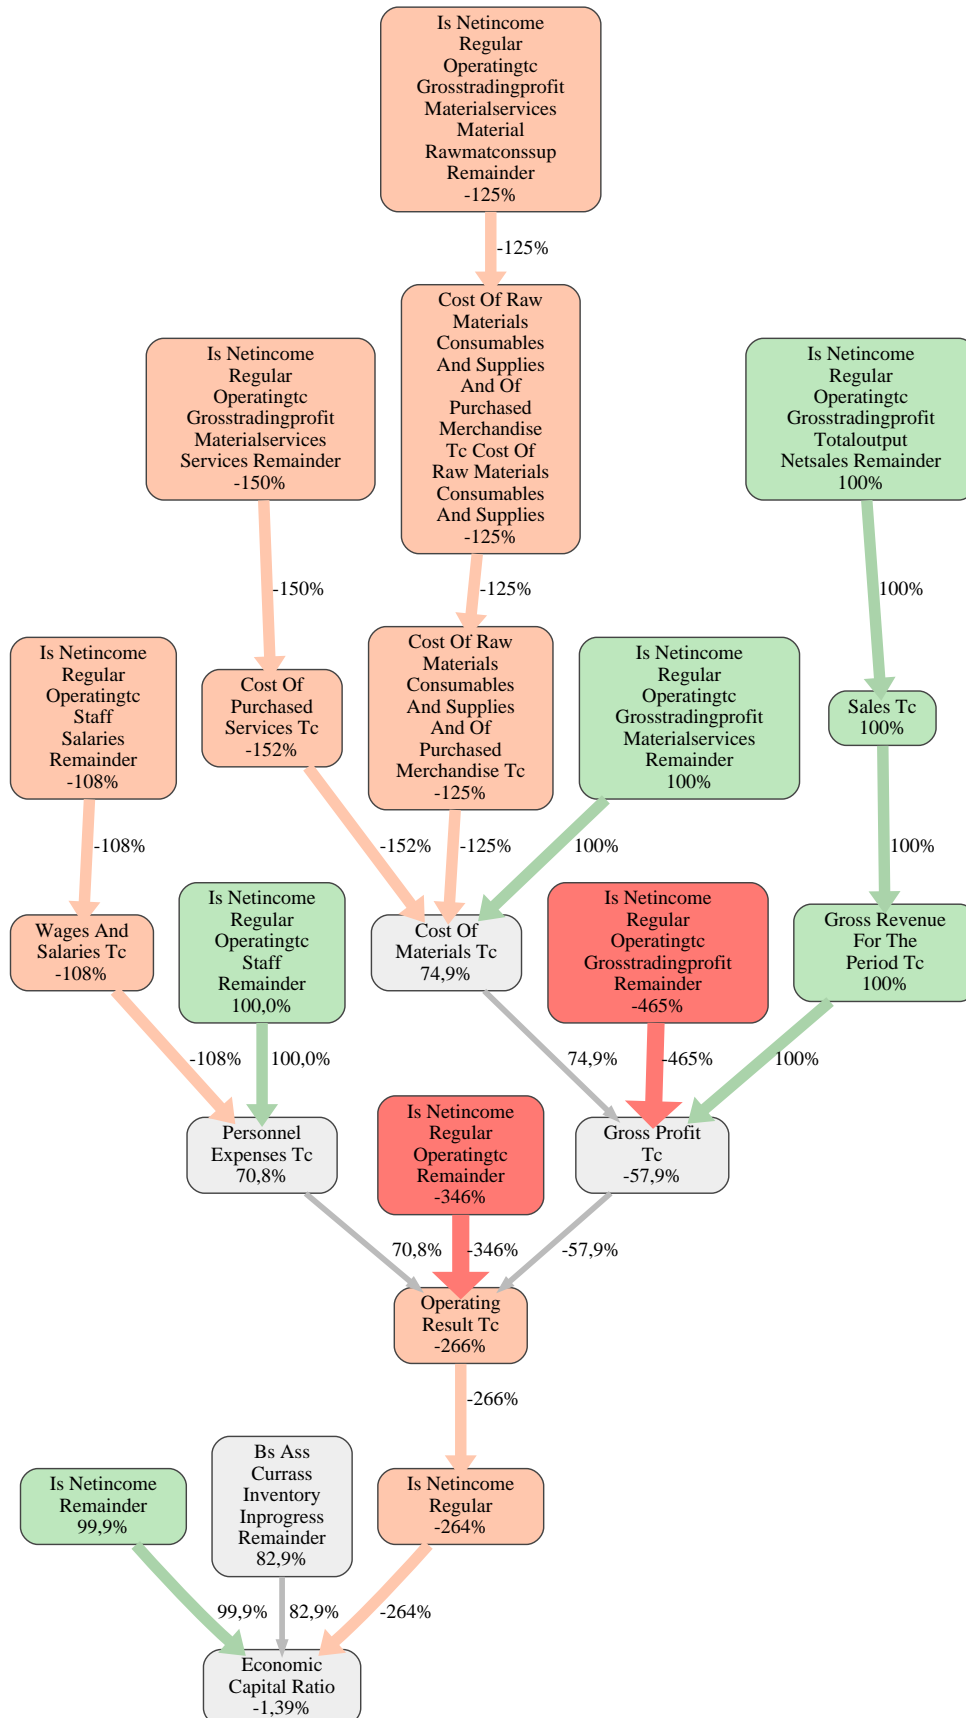 Is Netincome
Regular
Operatingtc
Grosstradingprofit
Materialservices
Material
Rawmatconssup
Remainder
-125%
-125%
Cost Of Raw
Materials
Consumables
And Supplies
And Of
Purchased
Merchandise
Tc Cost Of
Raw Materials
Consumables
And Supplies
-125%
Is Netincome
Regular
Operatingtc
Grosstradingprofit
Materialservices
Services Remainder
-150%
Is Netincome
Regular
Operatingtc
Grosstradingprofit
Totaloutput
Netsales Remainder
100%
-150%
-125%
100%
Is Netincome
Regular
Operatingtc
Staff
Salaries
Remainder
-108%
Cost Of
Purchased
Services Tc
-152%
Cost Of Raw
Materials
Consumables
And Supplies
And Of
Purchased
Merchandise Tc
-125%
Is Netincome
Regular
Operatingtc
Grosstradingprofit
Materialservices
Remainder
100%
Sales Tc
100%
-108%
-152%
-125%
100%
100%
Wages And
Salaries Tc
-108%
Is Netincome
Regular
Operatingtc
Staff
Remainder
100,0%
Cost Of
Materials Tc
74,9%
Is Netincome
Regular
Operatingtc
Grosstradingprofit
Remainder
-465%
Gross Revenue
For The
Period Tc
100%
-108%
100,0%
74,9%
-465%
100%
Personnel
Expenses Tc
70,8%
Is Netincome
Regular
Operatingtc
Remainder
-346%
Gross Profit
Tc
-57,9%
70,8%
-346%
-57,9%
Operating
Result Tc
-266%
-266%
Is Netincome
Remainder
99,9%
Bs Ass
Currass
Inventory
Inprogress
Remainder
82,9%
Is Netincome
Regular
-264%
99,9%
82,9%
-264%
Economic
Capital Ratio
-1,39%